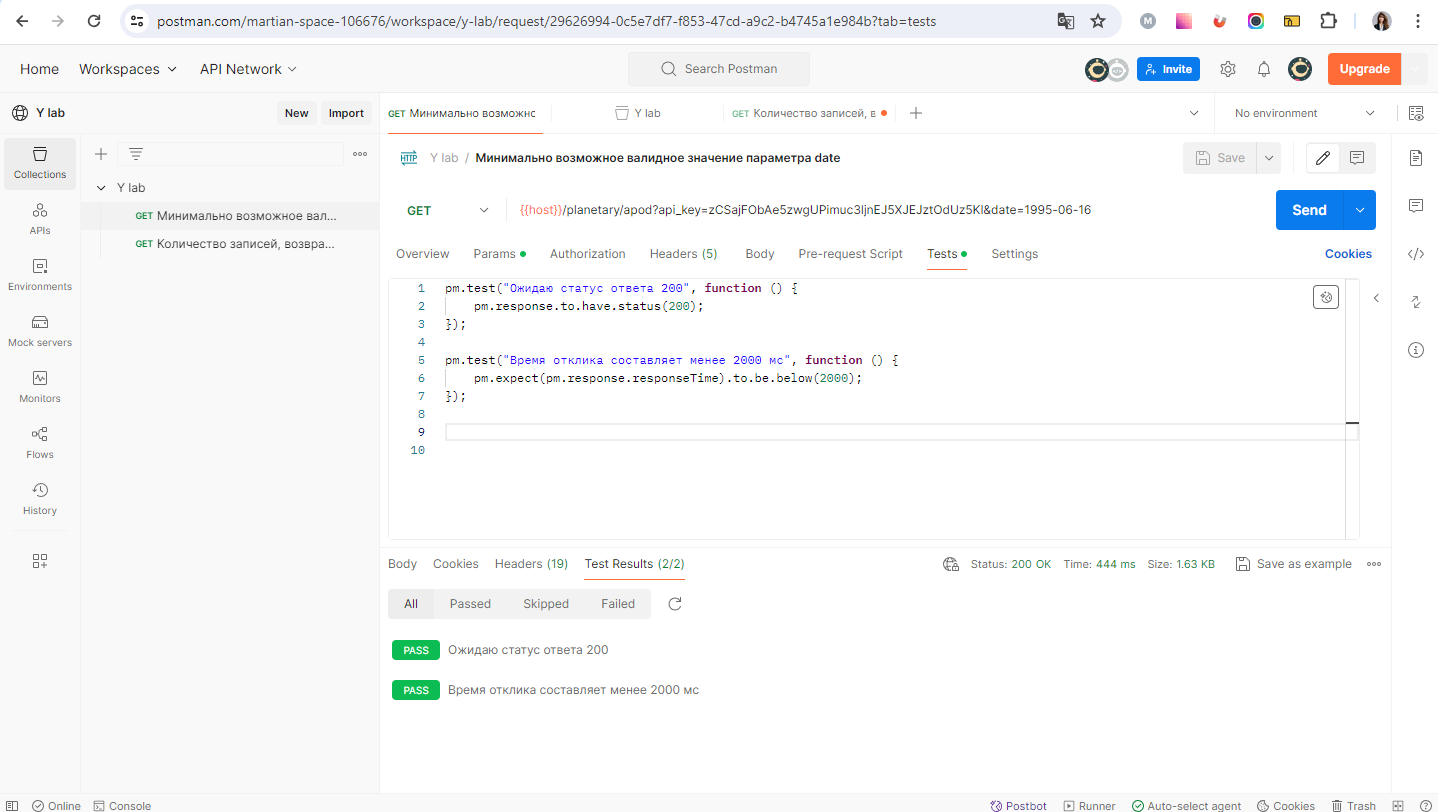 postman.com/martian-space-106676/workspace/y-lab/request/29626994-0c5e7df7-f853-47cd-a9c2-b4745a1e984b?tab=tests
Home Workspaces API Network Search Postman Invite Upgrade
Y lab New Import GET Минимально возможнс Y lab GET Количество записей, в No environment
Collections
APIs
Environments
Mock servers
Monitors
Flows
History
Y lab
GET Минимально возможное вал...
GET Количество записей, возвра...
HTTP Y lab / Минимально возможное валидное значение параметра date Save
GET {{host}}/planetary/apod?api_key=zCSajFObAe5zwgUPimuc3ljnEJ5XJEJztOdUz5Kl&date=1995-06-16 Send
Overview Params Authorization Headers (5) Body Pre-request Script Tests Settings Cookies
1 pm.test("Ожидаю статус ответа 200", function () {
2 pm.response.to.have.status(200);
3 });
4
5 pm.test("Время отклика составляет менее 2000 мс", function () {
6 pm.expect(pm.response.responseTime).to.be.below(2000);
7 });
8
9
10
Body Cookies Headers (19) Test Results (2/2) Status: 200 OK Time: 444 ms Size: 1.63 KB Save as example
All Passed Skipped Failed
PASS Ожидаю статус ответа 200
PASS Время отклика составляет менее 2000 мс
Online Console Postbot Runner Auto-select agent Cookies Trash